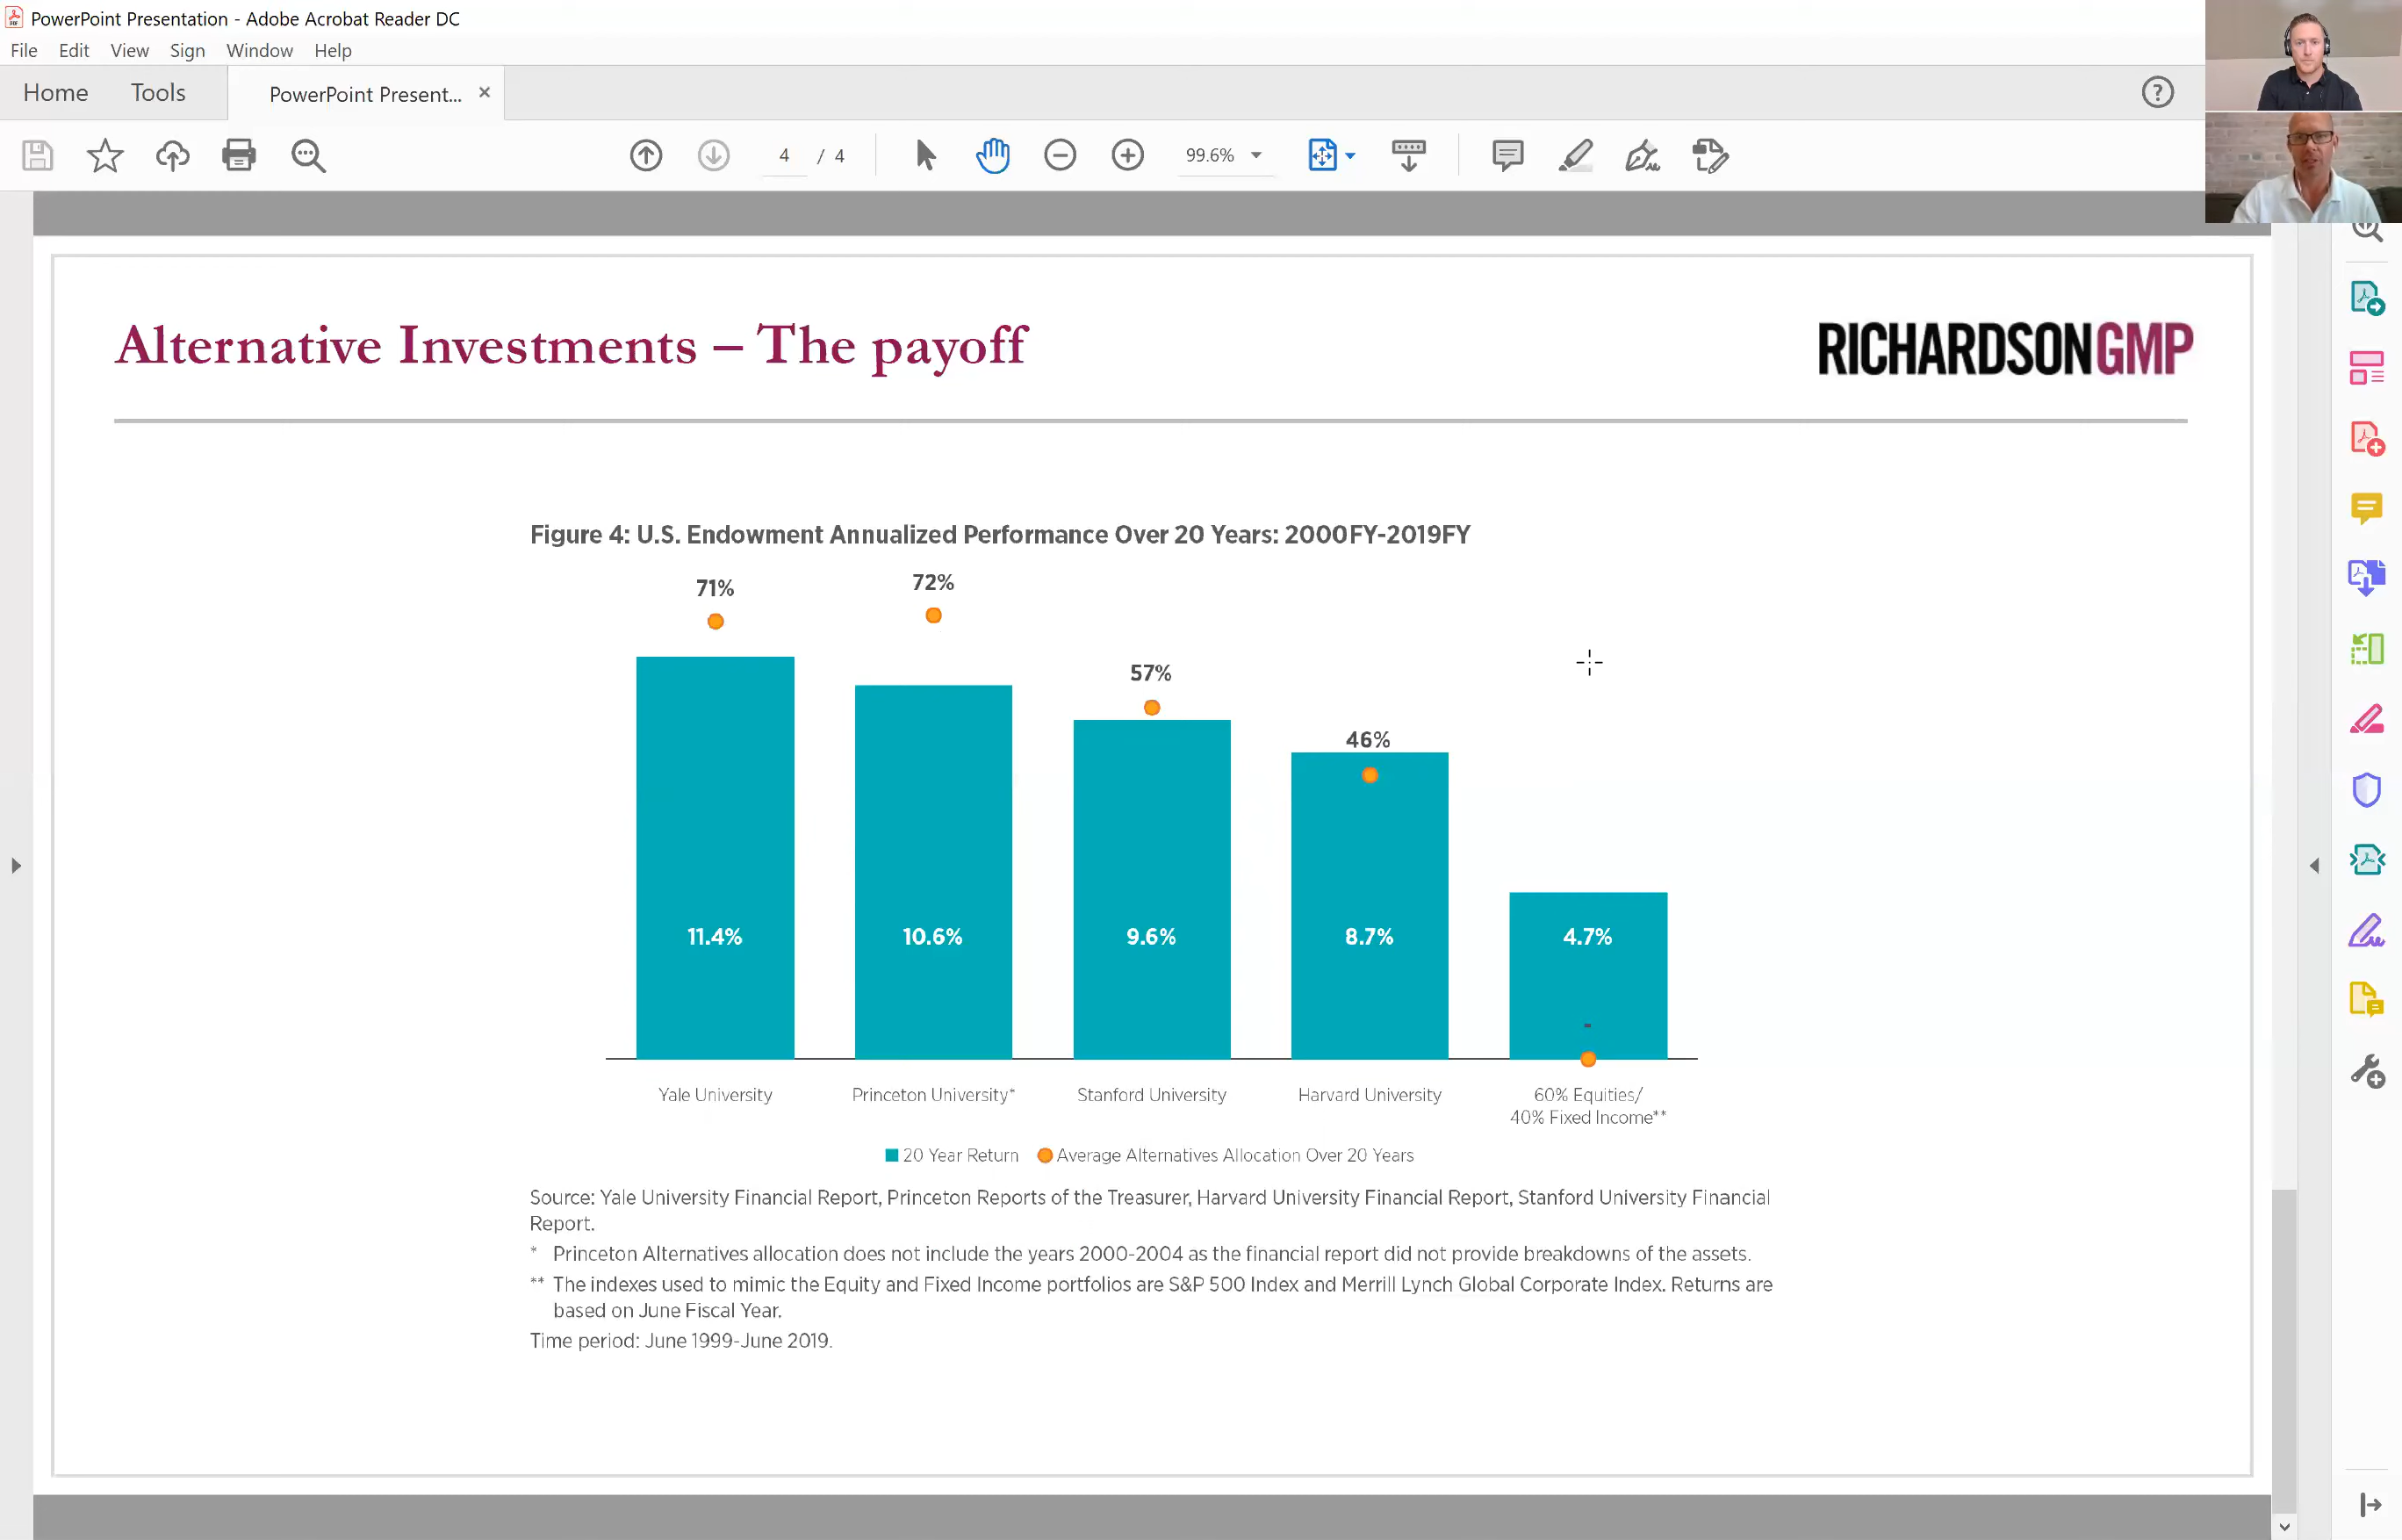 PowerPoint Presentation - Adobe Acrobat Reader DC
File Edit View Sign Window Help
Home Tools PowerPoint Present... ×
4 / 4 99.6%
Alternative Investments – The payoff
RICHARDSONGMP
Figure 4: U.S. Endowment Annualized Performance Over 20 Years: 2000FY-2019FY
71% 72% 57% 46% -
11.4% 10.6% 9.6% 8.7% 4.7%
Yale University Princeton University* Stanford University Harvard University 60% Equities/
40% Fixed Income**
20 Year Return Average Alternatives Allocation Over 20 Years
Source: Yale University Financial Report, Princeton Reports of the Treasurer, Harvard University Financial Report, Stanford University Financial
Report.
* Princeton Alternatives allocation does not include the years 2000-2004 as the financial report did not provide breakdowns of the assets.
** The indexes used to mimic the Equity and Fixed Income portfolios are S&P 500 Index and Merrill Lynch Global Corporate Index. Returns are
based on June Fiscal Year.
Time period: June 1999-June 2019.